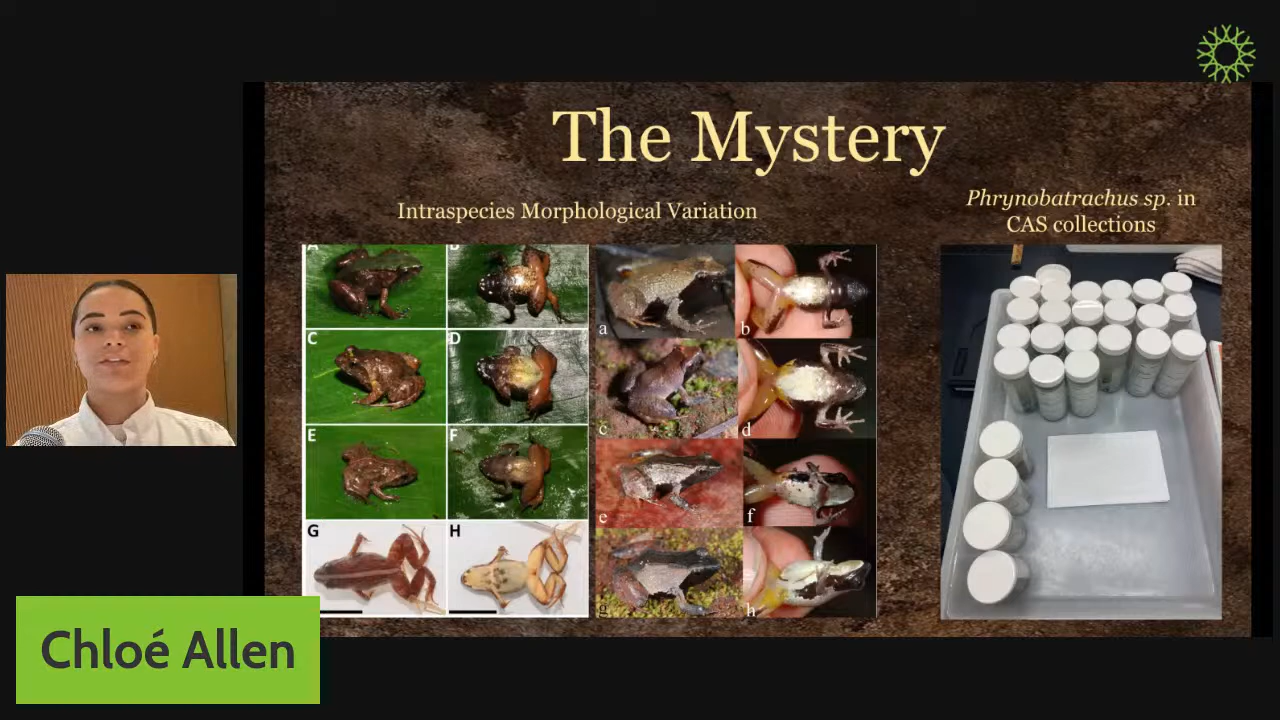 The Mystery
Intraspecies Morphological Variation
Phrynobatrachus sp. in
CAS collections
A
B
C
D
E
F
G
H
a
b
c
d
e
f
g
h
Chloé Allen